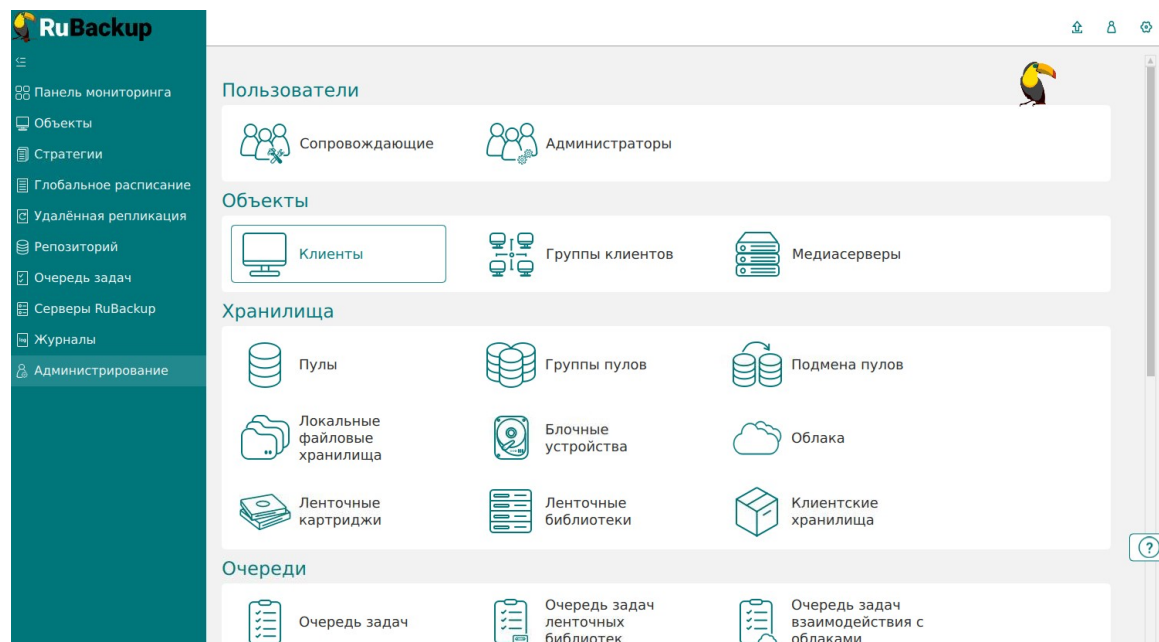 RuBackup
Панель мониторинга
Объекты
Стратегии
Глобальное расписание
Удалённая репликация
Репозиторий
Очередь задач
Серверы RuBackup
Журналы
Администрирование
Пользователи
Сопровождающие
Администраторы
Объекты
Клиенты
Группы клиентов
Медиасерверы
Хранилища
Пулы
Группы пулов
Подмена пулов
Локальные
файловые
хранилища
Блочные
устройства
Облака
Ленточные
картриджи
Ленточные
библиотеки
Клиентские
хранилища
?
Очереди
Очередь задач
Очередь задач
ленточных
библиотек
Очередь задач
взаимодействия с
облаками